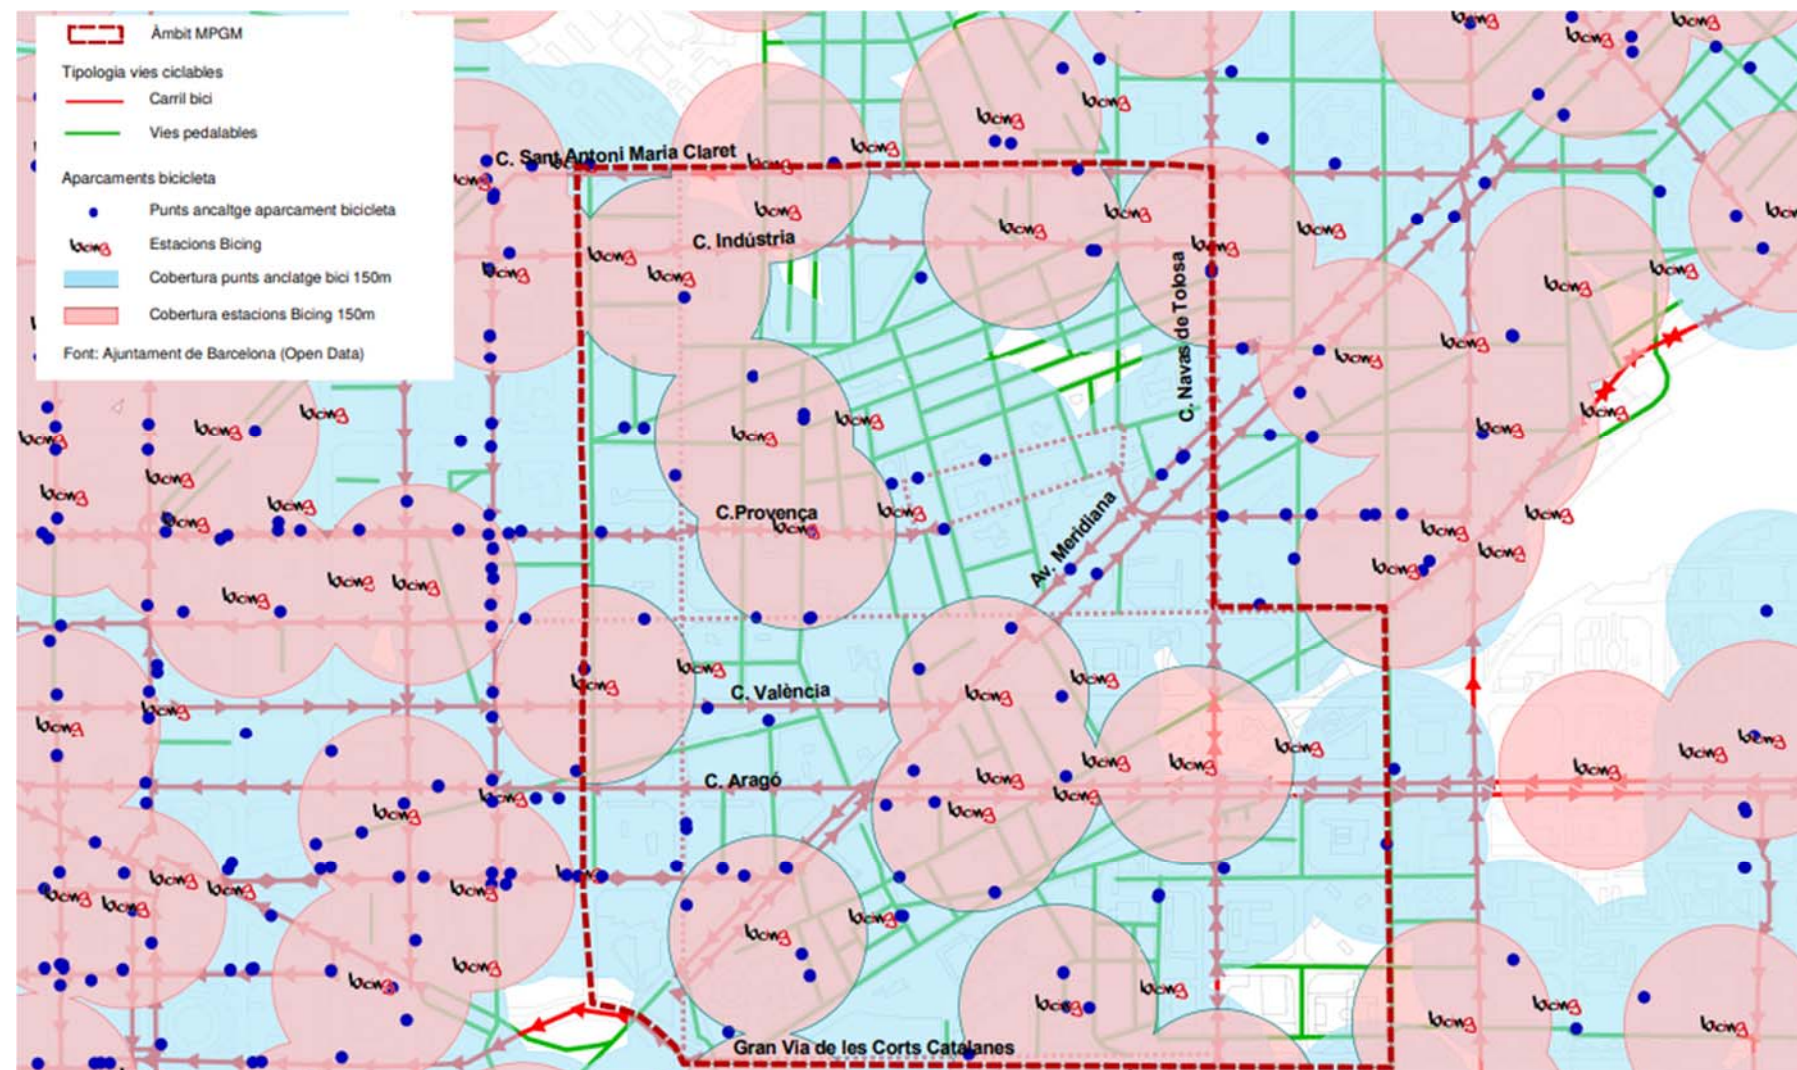 Àmbit MPGM
Tipologia vies ciclables
Carril bici
Vies pedalables
Aparcaments bicicleta
Punts ancaltge aparcament bicicleta
bicing Estacions Bicing
Cobertura punts anclatge bici 150m
Cobertura estacions Bicing 150m
Font: Ajuntament de Barcelona (Open Data)
C. Sant Antoni Maria Claret
C. Indústria
C. Navas de Tolosa
C.Provença
Av. Meridiana
C. València
C. Aragó
Gran Via de les Corts Catalanes